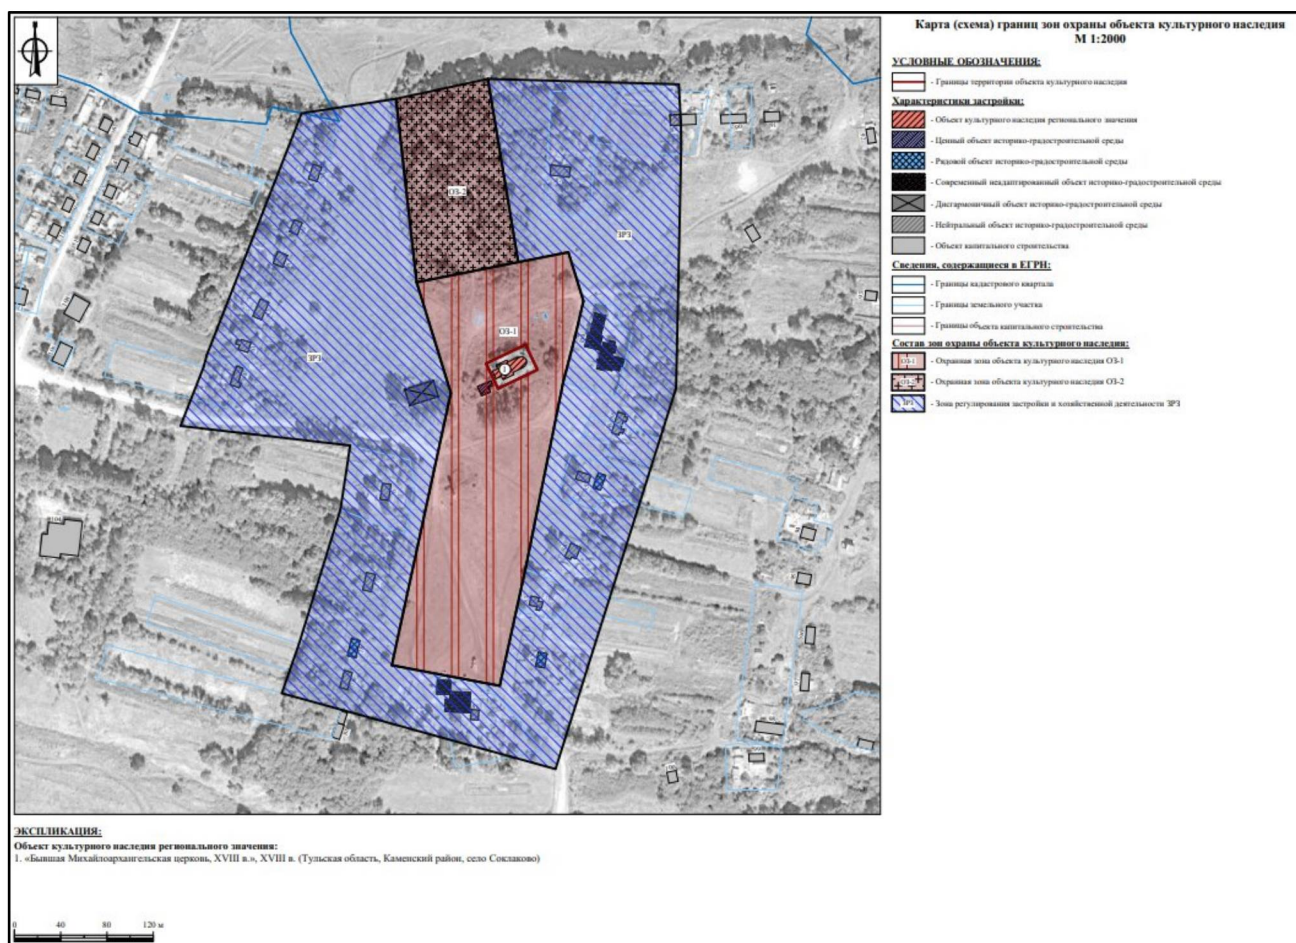 Карта (схема) границ зон охраны объекта культурного наследия
М 1:2000
УСЛОВНЫЕ ОБОЗНАЧЕНИЯ:
- Границы территории объекта культурного наследия
Характеристики застройки:
- Объект культурного наследия регионального значения
- Ценный объект историко-градостроительной среды
- Рядовой объект историко-градостроительной среды
- Современный неадаптированный объект историко-градостроительной среды
- Дисгармоничный объект историко-градостроительной среды
- Нейтральный объект историко-градостроительной среды
- Объект капитального строительства
Сведения, содержащиеся в ЕГРН:
- Границы кадастрового квартала
- Границы земельного участка
- Границы объекта капитального строительства
Состав зон охраны объекта культурного наследия:
ОЗ-1 - Охранная зона объекта культурного наследия ОЗ-1
ОЗ-2 - Охранная зона объекта культурного наследия ОЗ-2
ЗРЗ - Зона регулирования застройки и хозяйственной деятельности ЗРЗ
ОЗ-2
ЗРЗ
ОЗ-1
ЗРЗ
1
ЭКСПЛИКАЦИЯ:
Объект культурного наследия регионального значения:
1. «Бывшая Михайлоархангельская церковь, XVIII в.», XVIII в. (Тульская область, Каменский район, село Соклаково)
0 40 80 120 м